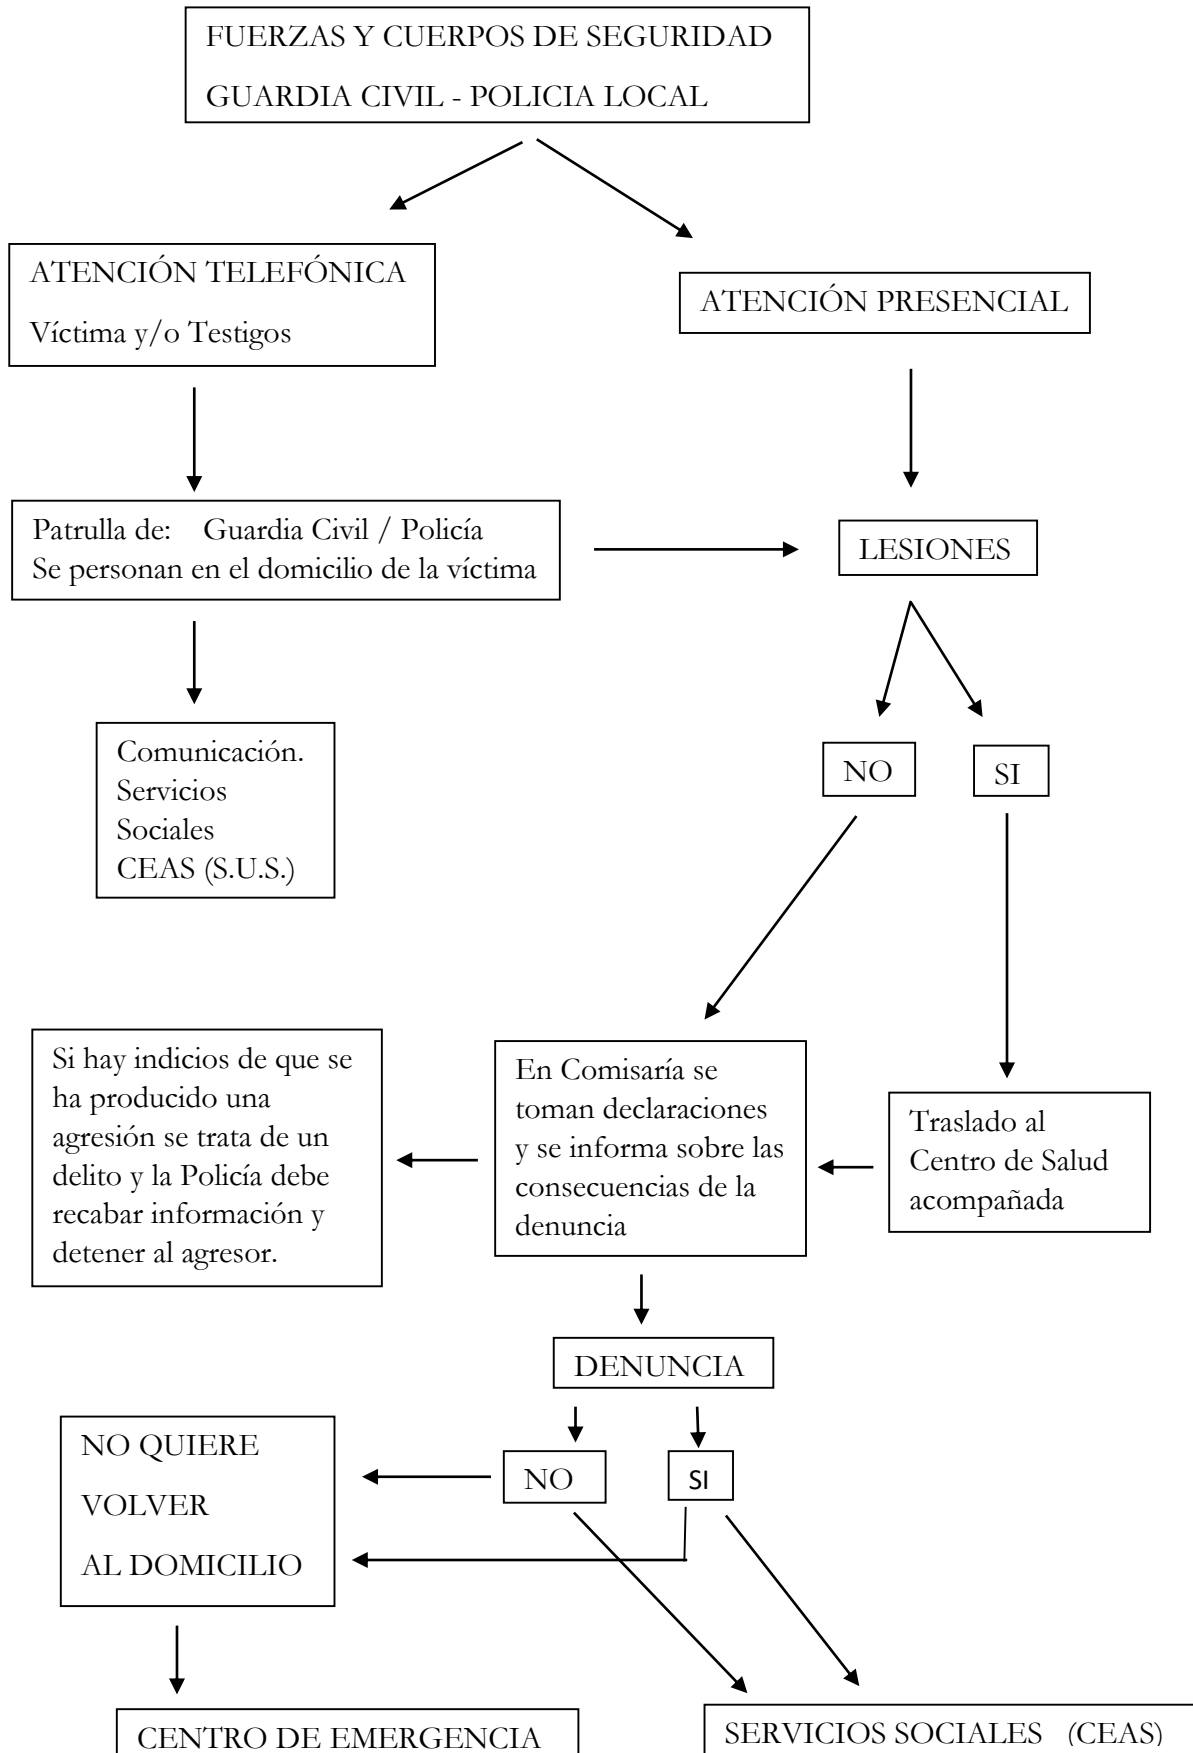 FUERZAS Y CUERPOS DE SEGURIDAD
GUARDIA CIVIL - POLICIA LOCAL
ATENCIÓN TELEFÓNICA
Víctima y/o Testigos
ATENCIÓN PRESENCIAL
Patrulla de: Guardia Civil / Policía
Se personan en el domicilio de la víctima
LESIONES
Comunicación.
Servicios
Sociales
CEAS (S.U.S.)
NO
SI
Si hay indicios de que se
ha producido una
agresión se trata de un
delito y la Policía debe
recabar información y
detener al agresor.
En Comisaría se
toman declaraciones
y se informa sobre las
consecuencias de la
denuncia
Traslado al
Centro de Salud
acompañada
DENUNCIA
NO QUIERE
VOLVER
AL DOMICILIO
NO
SI
CENTRO DE EMERGENCIA
SERVICIOS SOCIALES (CEAS)